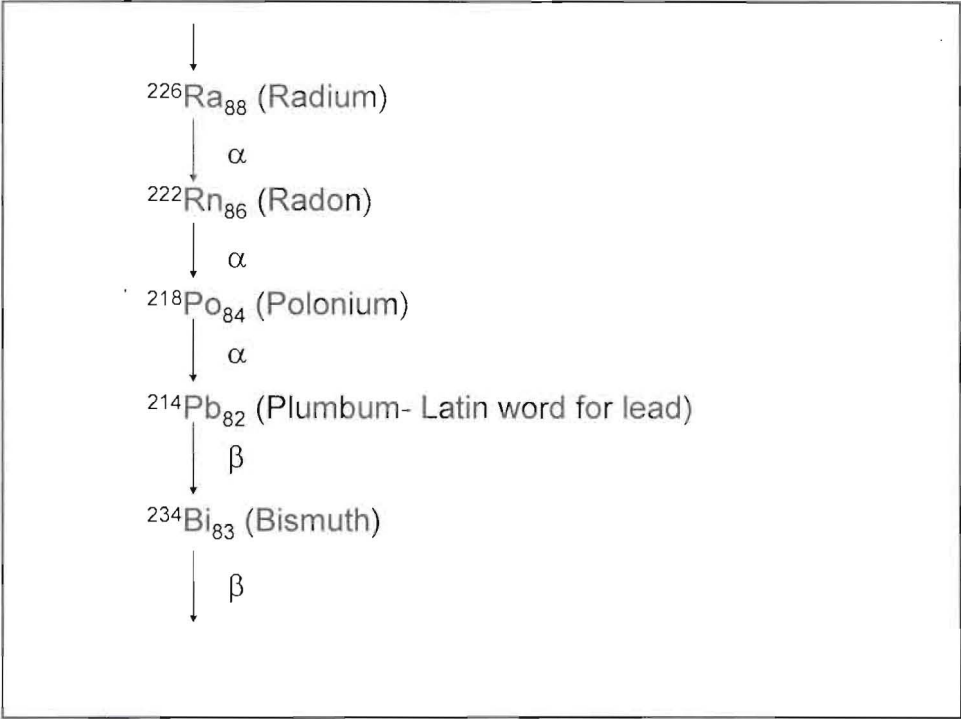 ²²⁶Ra₈₈ (Radium)
α
²²²Rn₈₆ (Radon)
α
²¹⁸Po₈₄ (Polonium)
α
²¹⁴Pb₈₂ (Plumbum- Latin word for lead)
β
²³⁴Bi₈₃ (Bismuth)
β